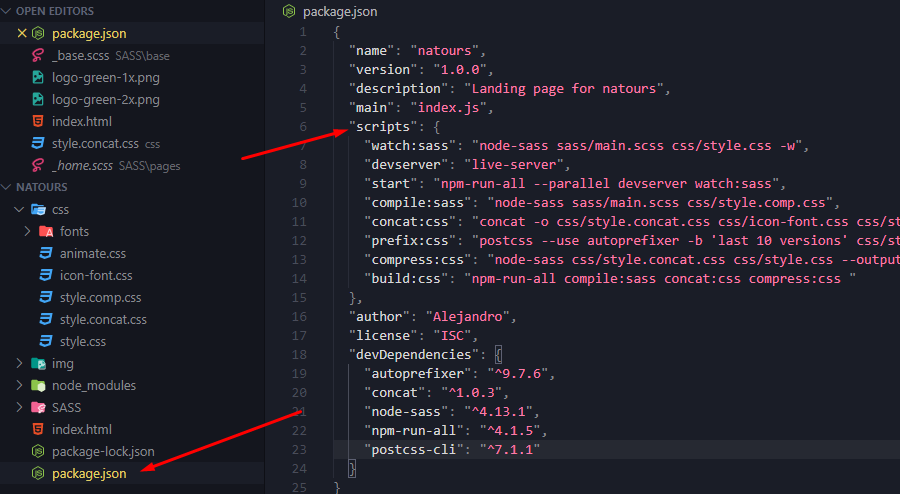 OPEN EDITORS
package.json
_base.scss SASS\base
logo-green-1x.png
logo-green-2x.png
index.html
style.concat.css css
_home.scss SASS\pages
NATOURS
css
fonts
animate.css
icon-font.css
style.comp.css
style.concat.css
style.css
img
node_modules
SASS
index.html
package-lock.json
package.json
package.json
1 {
2 "name": "natours",
3 "version": "1.0.0",
4 "description": "Landing page for natours",
5 "main": "index.js",
6 "scripts": {
7 "watch:sass": "node-sass sass/main.scss css/style.css -w",
8 "devserver": "live-server",
9 "start": "npm-run-all --parallel devserver watch:sass",
10 "compile:sass": "node-sass sass/main.scss css/style.comp.css",
11 "concat:css": "concat -o css/style.concat.css css/icon-font.css css/st
12 "prefix:css": "postcss --use autoprefixer -b 'last 10 versions' css/st
13 "compress:css": "node-sass css/style.concat.css css/style.css --output
14 "build:css": "npm-run-all compile:sass concat:css compress:css "
15 },
16 "author": "Alejandro",
17 "license": "ISC",
18 "devDependencies": {
19 "autoprefixer": "^9.7.6",
20 "concat": "^1.0.3",
21 "node-sass": "^4.13.1",
22 "npm-run-all": "^4.1.5",
23 "postcss-cli": "^7.1.1"
24 }
25 }